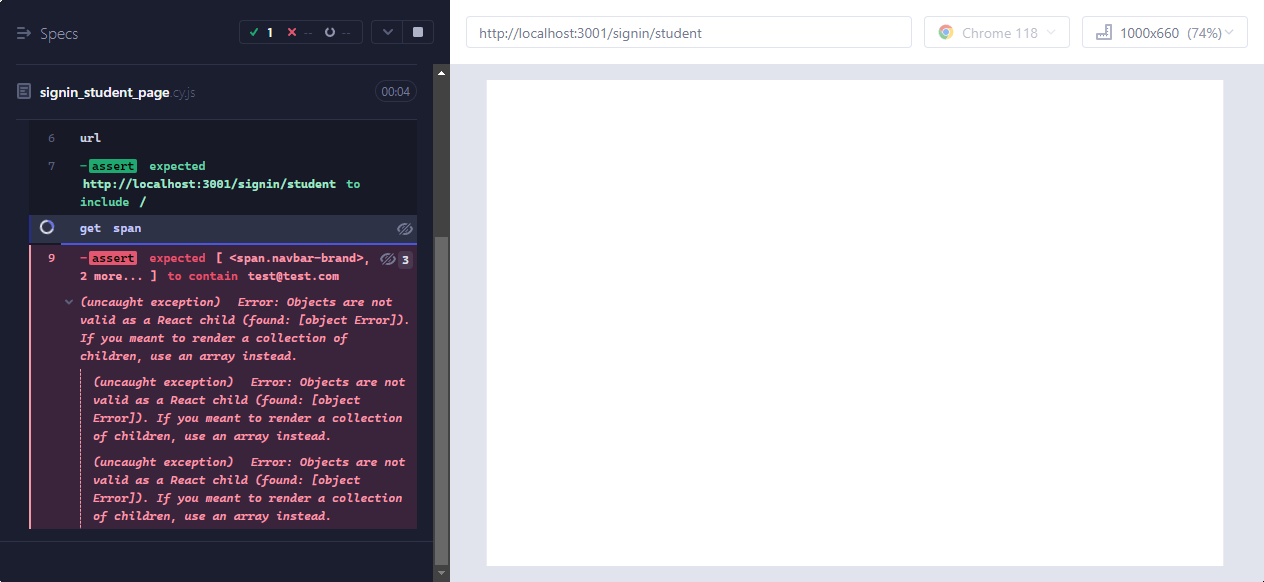 Specs
1
--
--
http://localhost:3001/signin/student
Chrome 118
1000x660 (74%)
signin_student_page.cy.js
00:04
6 url
7 -assert expected
http://localhost:3001/signin/student to
include /
get span
9 -assert expected [ <span.navbar-brand>, 3
2 more... ] to contain test@test.com
(uncaught exception) Error: Objects are not
valid as a React child (found: [object Error]).
If you meant to render a collection of
children, use an array instead.
(uncaught exception) Error: Objects are not
valid as a React child (found: [object
Error]). If you meant to render a collection
of children, use an array instead.
(uncaught exception) Error: Objects are not
valid as a React child (found: [object
Error]). If you meant to render a collection
of children, use an array instead.